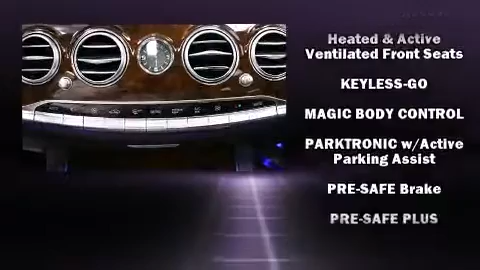 Heated & Active
Ventilated Front Seats
KEYLESS-GO
MAGIC BODY CONTROL
PARKTRONIC w/Active
Parking Assist
PRE-SAFE Brake
PRE-SAFE PLUS